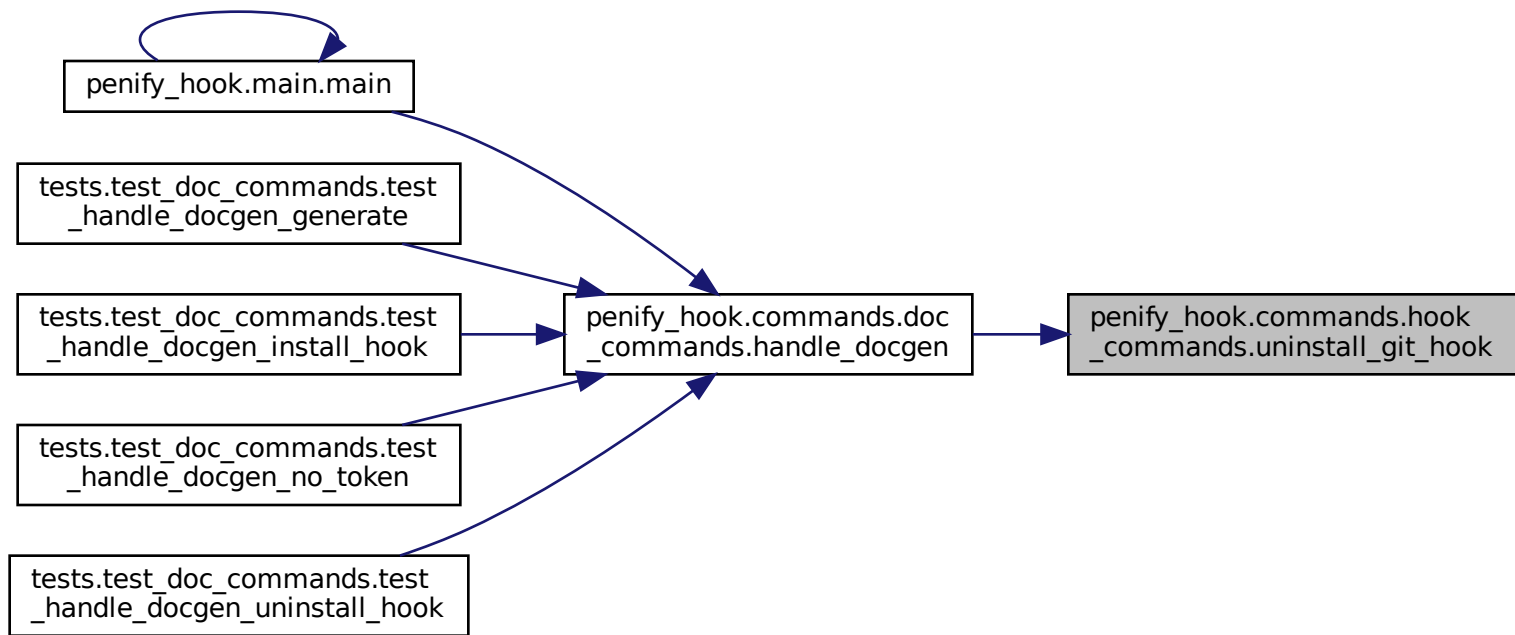 penify_hook.main.main
tests.test_doc_commands.test
_handle_docgen_generate
tests.test_doc_commands.test
_handle_docgen_install_hook
tests.test_doc_commands.test
_handle_docgen_no_token
tests.test_doc_commands.test
_handle_docgen_uninstall_hook
penify_hook.commands.doc
_commands.handle_docgen
penify_hook.commands.hook
_commands.uninstall_git_hook